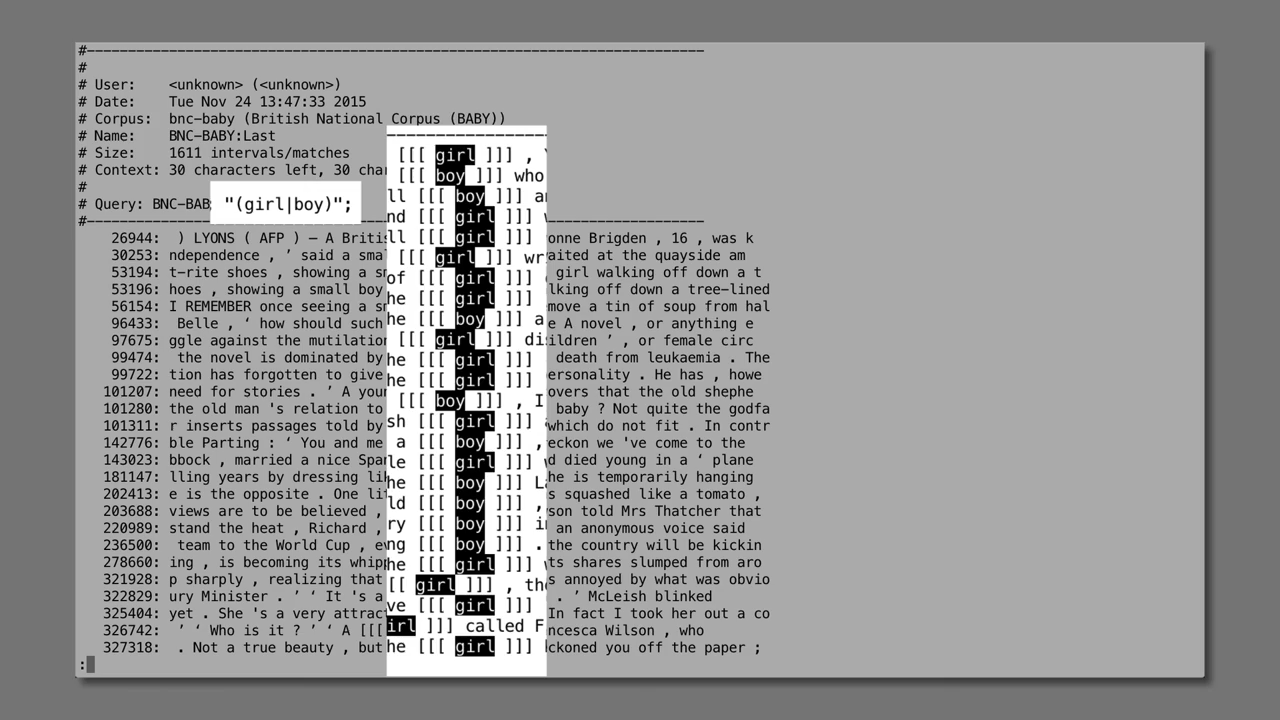 #---------------------------------------------------------------------------
#
# User: <unknown> (<unknown>)
# Date: Tue Nov 24 13:47:33 2015
# Corpus: bnc-baby (British National Corpus (BABY))
# Name: BNC-BABY:Last
# Size: 1611 intervals/matches
# Context: 30 characters left, 30 cha
#
# Query: BNC-BAB
"(girl|boy)";
#---------------------------------------------------------------------------
26944: ) LYONS ( AFP ) — A Britis onne Brigden , 16 , was k
30253: ndependence , ’ said a sma aited at the quayside am
53194: t-rite shoes , showing a sm girl walking off down a t
53196: hoes , showing a small boy lking off down a tree-lined
56154: I REMEMBER once seeing a sm move a tin of soup from hal
96433: Belle , ‘ how should such e A novel , or anything e
97675: ggle against the mutilation ildren ’ , or female circ
99474: the novel is dominated by death from leukaemia . The
99722: tion has forgotten to give ersonality . He has , howe
101207: need for stories . ’ A you overs that the old shephe
101280: the old man 's relation to baby ? Not quite the godfa
101311: r inserts passages told by which do not fit . In contr
142776: ble Parting : ‘ You and me eckon we 've come to the
143023: bbock , married a nice Spa d died young in a ‘ plane
181147: lling years by dressing li he is temporarily hanging
202413: e is the opposite . One lit s squashed like a tomato ,
203688: views are to be believed , son told Mrs Thatcher that
220989: stand the heat , Richard , an anonymous voice said
236500: team to the World Cup , ev the country will be kickin
278660: ing , is becoming its whipp ts shares slumped from aro
321928: p sharply , realizing that s annoyed by what was obvio
322829: ury Minister . ’ ‘ It 's a . ’ McLeish blinked
325404: yet . She 's a very attrac In fact I took her out a co
326742: ’ ‘ Who is it ? ’ ‘ A [[[ ncesca Wilson , who
327318: . Not a true beauty , but ckoned you off the paper ;
:
[[[ girl ]]] ,
[[[ boy ]]] who
ll [[[ boy ]]] a
nd [[[ girl ]]]
ll [[[ girl ]]]
[[[ girl ]]] wr
of [[[ girl ]]]
he [[[ girl ]]]
he [[[ boy ]]] a
[[[ girl ]]] di
he [[[ girl ]]]
he [[[ girl ]]]
[[[ boy ]]] , I
sh [[[ girl ]]]
a [[[ boy ]]] ,
le [[[ girl ]]]
he [[[ boy ]]] L
ld [[[ boy ]]] ,
ry [[[ boy ]]] i
ng [[[ boy ]]] .
he [[[ girl ]]]
[[ girl ]]] , th
ve [[[ girl ]]]
irl ]]] called F
he [[[ girl ]]]